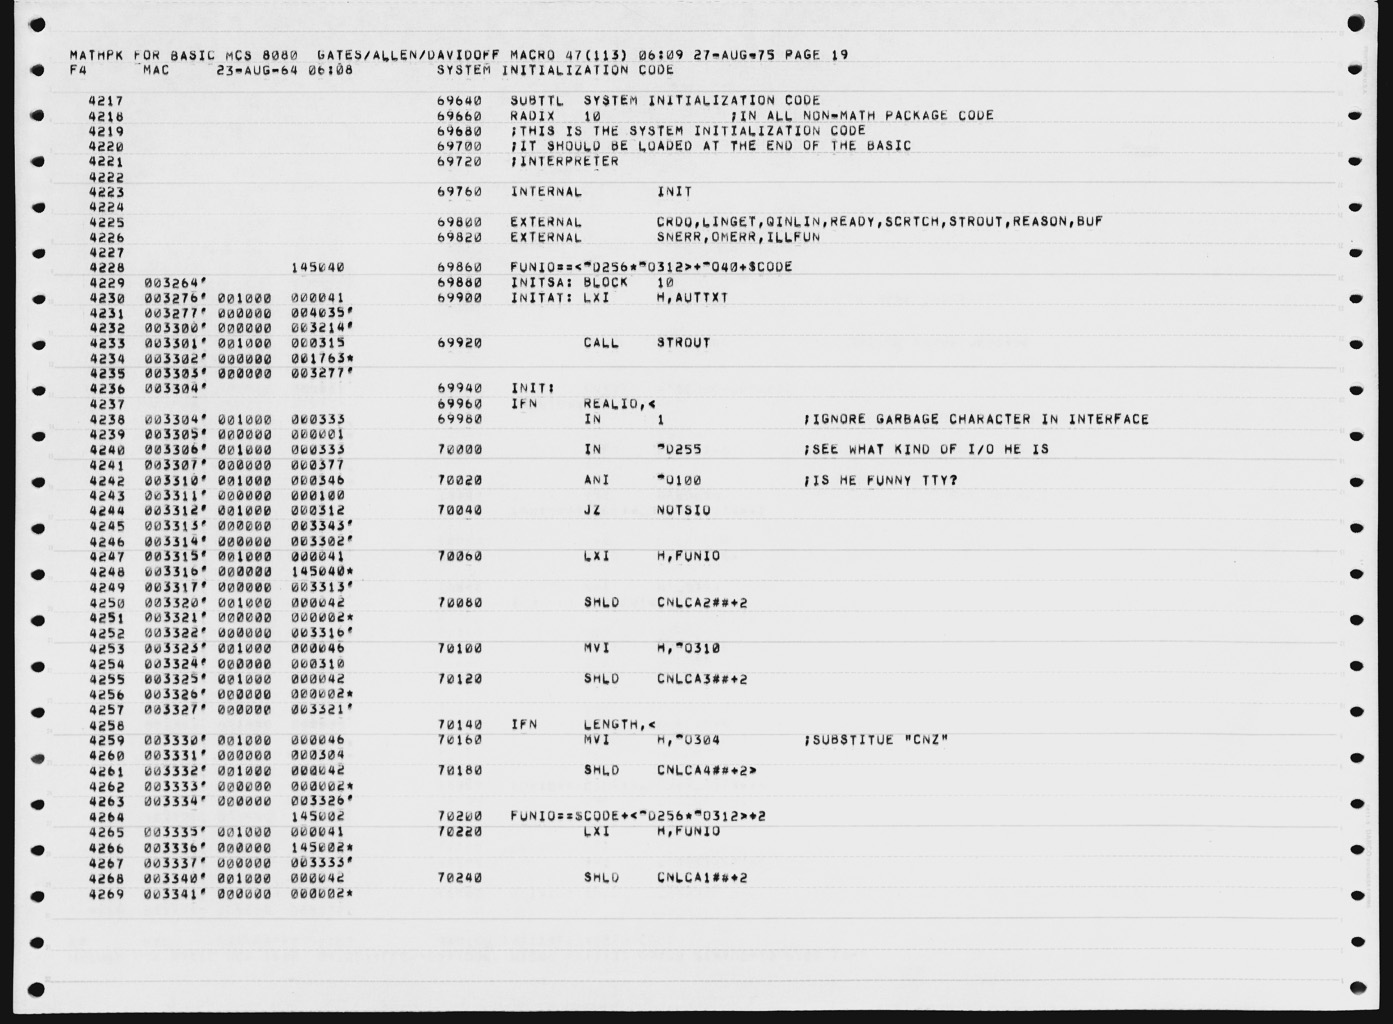 MATHPK FOR BASIC MCS 8080  GATES/ALLEN/DAVIDOFF MACRO 47(113) 06:09 27-AUG-75 PAGE 19
F4      MAC     23-AUG-64 06:08         SYSTEM INITIALIZATION CODE
4217 69640 SUBTTL SYSTEM INITIALIZATION CODE
4218 69660 RADIX 10 ;IN ALL NON-MATH PACKAGE CODE
4219 69680 ;THIS IS THE SYSTEM INITIALIZATION CODE
4220 69700 ;IT SHOULD BE LOADED AT THE END OF THE BASIC
4221 69720 ;INTERPRETER
4222
4223 69760 INTERNAL INIT
4224
4225 69800 EXTERNAL CRDO,LINGET,QINLIN,READY,SCRTCH,STROUT,REASON,BUF
4226 69820 EXTERNAL SNERR,OMERR,ILLFUN
4227
4228 145040 69860 FUNIO==<^D256*^O312>+^O40+$CODE
4229 003264' 69880 INITSA: BLOCK 10
4230 003276' 001000 000041 69900 INITAT: LXI H,AUTTXT
4231 003277' 000000 004035'
4232 003300' 000000 003214'
4233 003301' 001000 000315 69920 CALL STROUT
4234 003302' 000000 001763*
4235 003303' 000000 003277'
4236 003304' 69940 INIT:
4237 69960 IFN REALIO,<
4238 003304' 001000 000333 69980 IN 1 ;IGNORE GARBAGE CHARACTER IN INTERFACE
4239 003305' 000000 000001
4240 003306' 001000 000333 70000 IN ^D255 ;SEE WHAT KIND OF I/O HE IS
4241 003307' 000000 000377
4242 003310' 001000 000346 70020 ANI ^O100 ;IS HE FUNNY TTY?
4243 003311' 000000 000100
4244 003312' 001000 000312 70040 JZ NOTSIO
4245 003313' 000000 003343'
4246 003314' 000000 003302'
4247 003315' 001000 000041 70060 LXI H,FUNIO
4248 003316' 000000 145040*
4249 003317' 000000 003313'
4250 003320' 001000 000042 70080 SHLD CNLCA2##+2
4251 003321' 000000 000002*
4252 003322' 000000 003316'
4253 003323' 001000 000046 70100 MVI H,^O310
4254 003324' 000000 000310
4255 003325' 001000 000042 70120 SHLD CNLCA3##+2
4256 003326' 000000 000002*
4257 003327' 000000 003321'
4258 70140 IFN LENGTH,<
4259 003330' 001000 000046 70160 MVI H,^O304 ;SUBSTITUE "CNZ"
4260 003331' 000000 000304
4261 003332' 001000 000042 70180 SHLD CNLCA4##+2>
4262 003333' 000000 000002*
4263 003334' 000000 003326'
4264 145002 70200 FUNIO==$CODE+<^D256*^O312>+2
4265 003335' 001000 000041 70220 LXI H,FUNIO
4266 003336' 000000 145002*
4267 003337' 000000 003333'
4268 003340' 001000 000042 70240 SHLD CNLCA1##+2
4269 003341' 000000 000002*